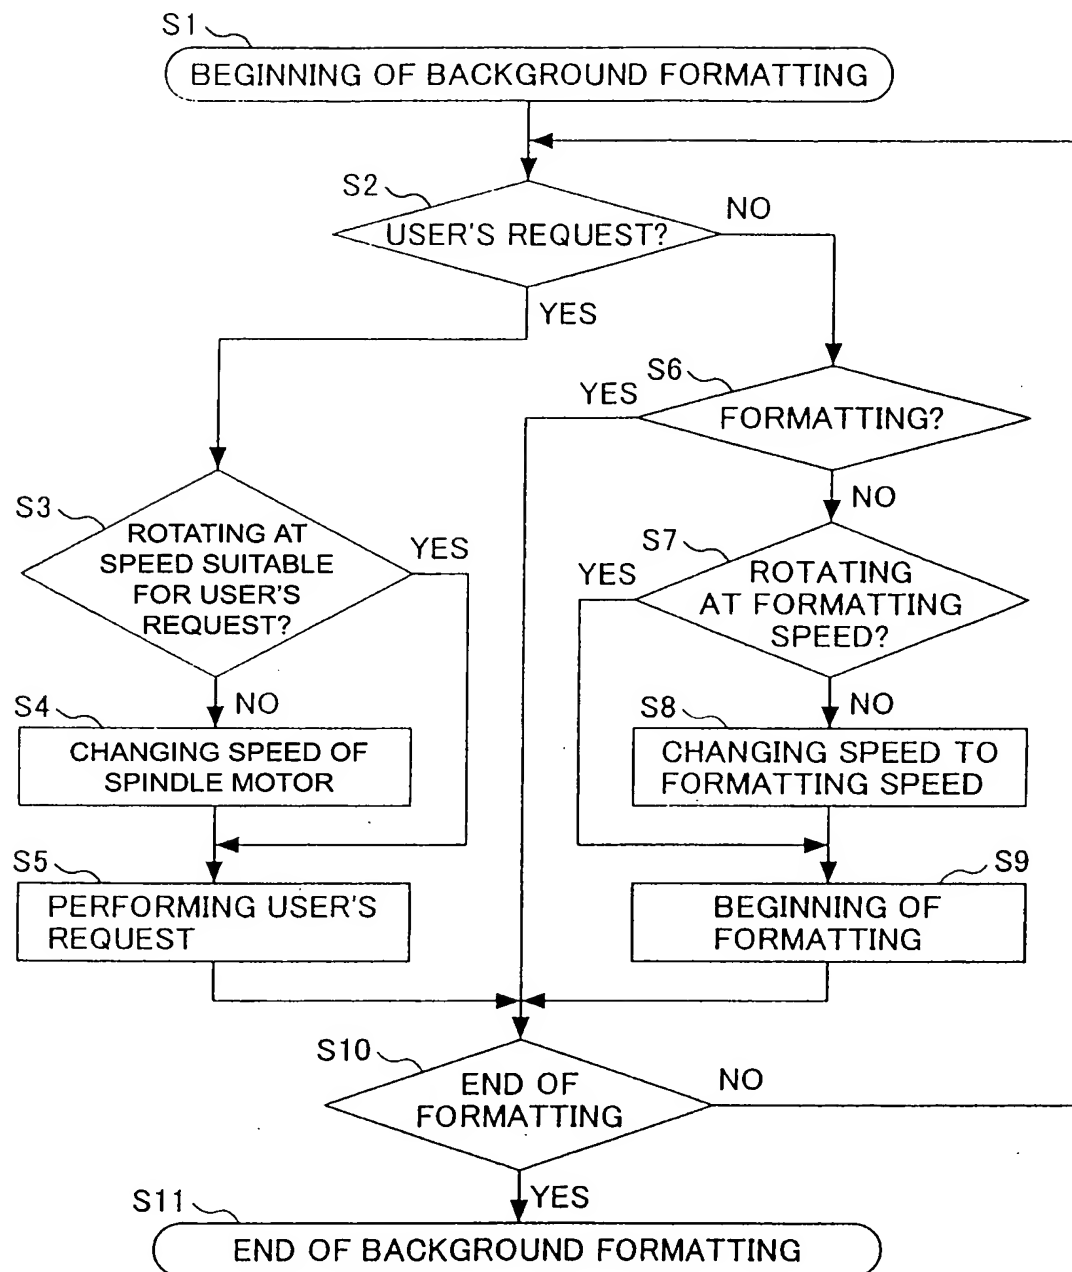 S1
BEGINNING OF BACKGROUND FORMATTING
S2
USER'S REQUEST?
NO
YES
S6
YES
FORMATTING?
NO
S3
ROTATING AT
SPEED SUITABLE
FOR USER'S
REQUEST?
YES
NO
S7
YES
ROTATING
AT FORMATTING
SPEED?
NO
S4
CHANGING SPEED OF
SPINDLE MOTOR
S8
CHANGING SPEED TO
FORMATTING SPEED
S5
PERFORMING USER'S
REQUEST
S9
BEGINNING OF
FORMATTING
S10
END OF
FORMATTING
NO
YES
S11
END OF BACKGROUND FORMATTING